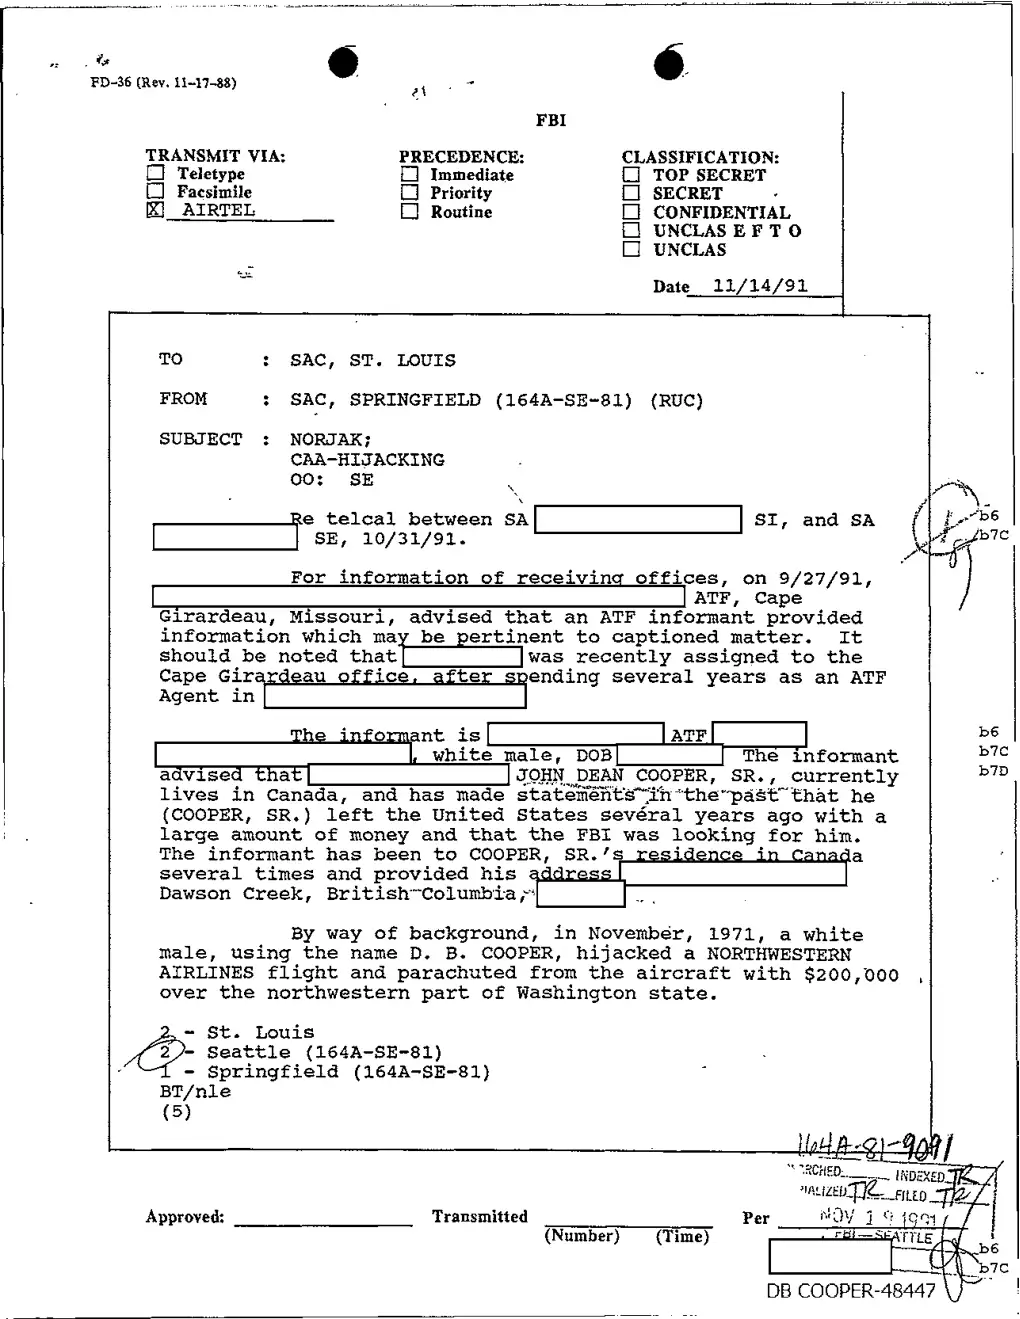 FD-36 (Rev. 11-17-88)
FBI
TRANSMIT VIA:
☐ Teletype
☐ Facsimile
☒ AIRTEL
PRECEDENCE:
☐ Immediate
☐ Priority
☐ Routine
CLASSIFICATION:
☐ TOP SECRET
☐ SECRET
☐ CONFIDENTIAL
☐ UNCLAS E F T O
☐ UNCLAS
Date 11/14/91
TO : SAC, ST. LOUIS
FROM : SAC, SPRINGFIELD (164A-SE-81) (RUC)
SUBJECT : NORJAK;
CAA-HIJACKING
OO: SE
Re telcal between SA SI, and SA
SE, 10/31/91.
b6
b7C
For information of receiving offices, on 9/27/91,
ATF, Cape
Girardeau, Missouri, advised that an ATF informant provided
information which may be pertinent to captioned matter. It
should be noted that was recently assigned to the
Cape Girardeau office, after spending several years as an ATF
Agent in
The informant is ATF
, white male, DOB The informant
advised that JOHN DEAN COOPER, SR., currently
lives in Canada, and has made statements in the past that he
(COOPER, SR.) left the United States several years ago with a
large amount of money and that the FBI was looking for him.
The informant has been to COOPER, SR.'s residence in Canada
several times and provided his address
Dawson Creek, British Columbia,
b6
b7C
b7D
By way of background, in November, 1971, a white
male, using the name D. B. COOPER, hijacked a NORTHWESTERN
AIRLINES flight and parachuted from the aircraft with $200,000
over the northwestern part of Washington state.
2 - St. Louis
2 - Seattle (164A-SE-81)
1 - Springfield (164A-SE-81)
BT/nle
(5)
164A-81-9091
INDEXED TR
TR FILED TR
NOV 19 1991
FBI—SEATTLE
Approved: Transmitted Per
(Number) (Time)
b6
b7C
DB COOPER-48447